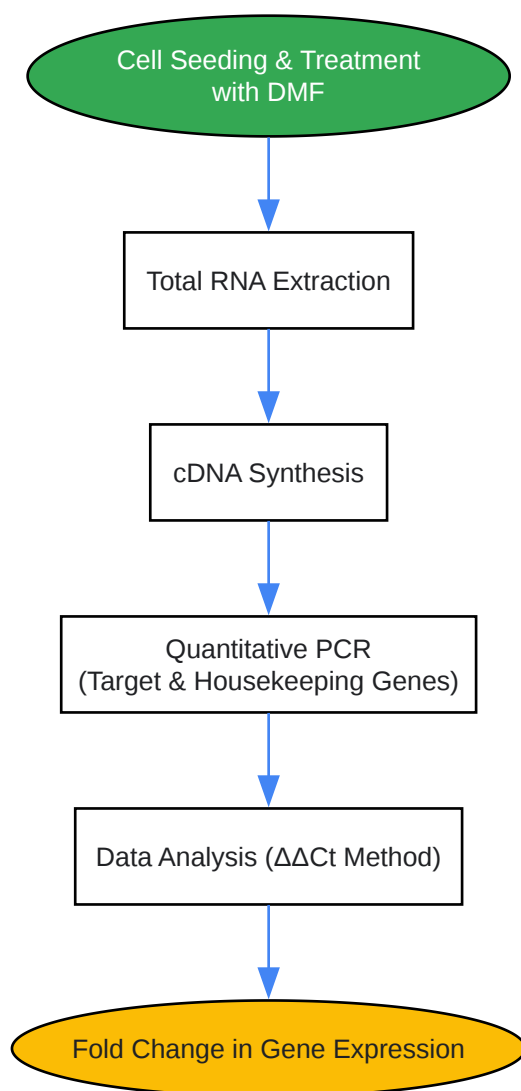 Cell Seeding & Treatment
with DMF
Total RNA Extraction
cDNA Synthesis
Quantitative PCR
(Target & Housekeeping Genes)
Data Analysis (ΔΔCt Method)
Fold Change in Gene Expression